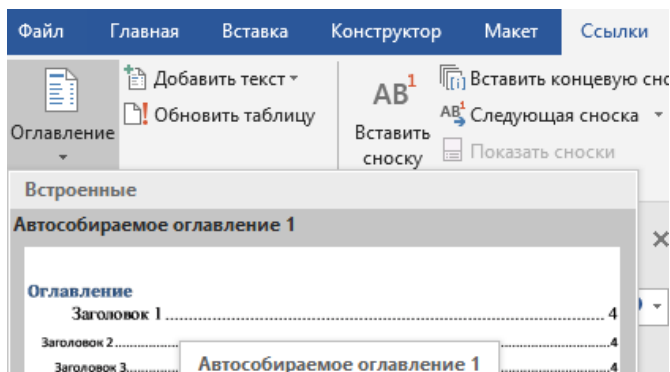 Файл Главная Вставка Конструктор Макет Ссылки
Оглавление
Добавить текст
Обновить таблицу
AB1
Вставить
сноску
[i] Вставить концевую сно
AB1 Следующая сноска
Показать сноски
Встроенные
Автособираемое оглавление 1
Оглавление
Заголовок 1 4
Заголовок 2 4
Заголовок 3 4
Автособираемое оглавление 1